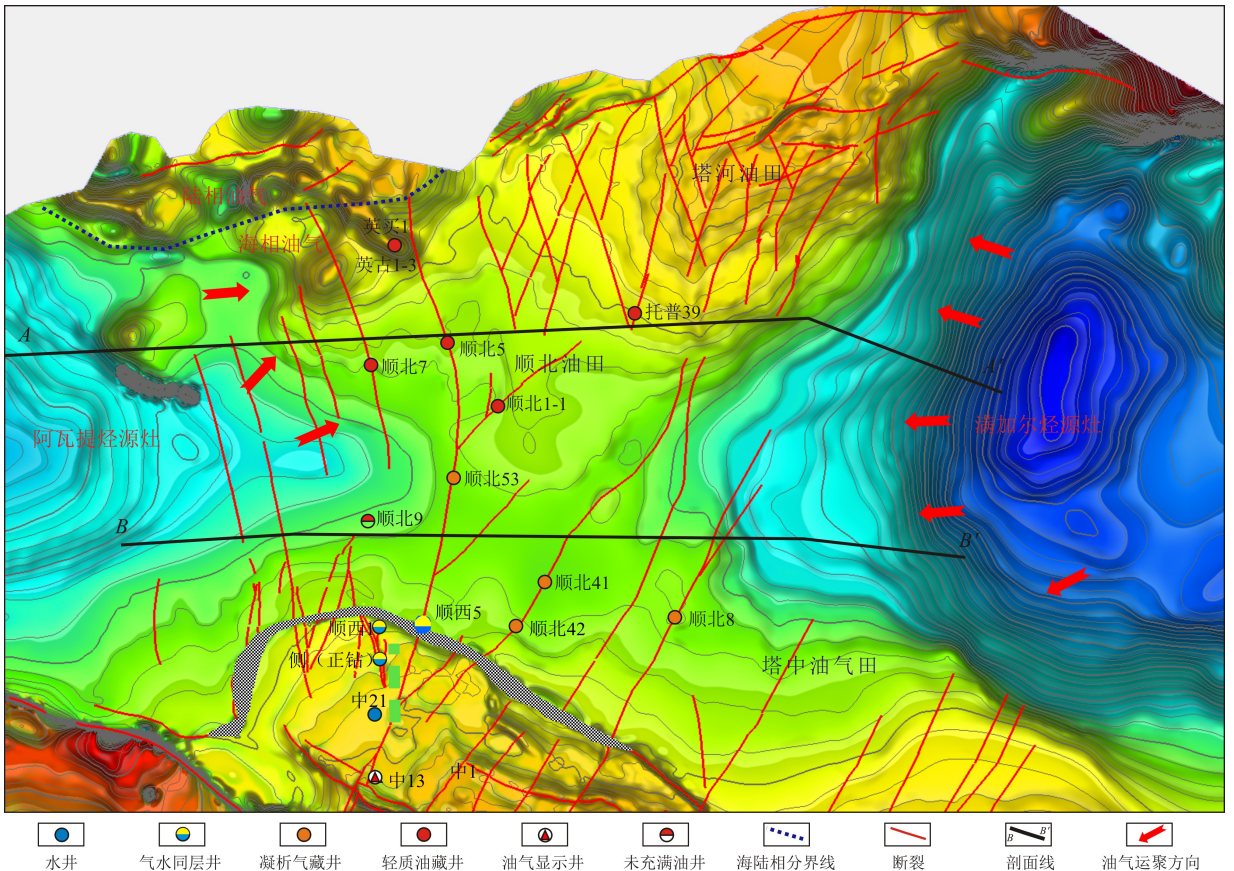 陆相油气
塔河油田
英买1
海相油气
英古1-3
托普39
A
顺北5
顺北7
顺北油田
A'
顺北1-1
阿瓦提烃源灶
满加尔烃源灶
顺北53
顺北9
B
B'
顺北41
顺西5
顺北8
顺西1
顺北42
侧（正钻）
塔中油气田
中21
中1
中13
B B'
水井
气水同层井
凝析气藏井
轻质油藏井
油气显示井
未充满油井
海陆相分界线
断裂
剖面线
油气运聚方向